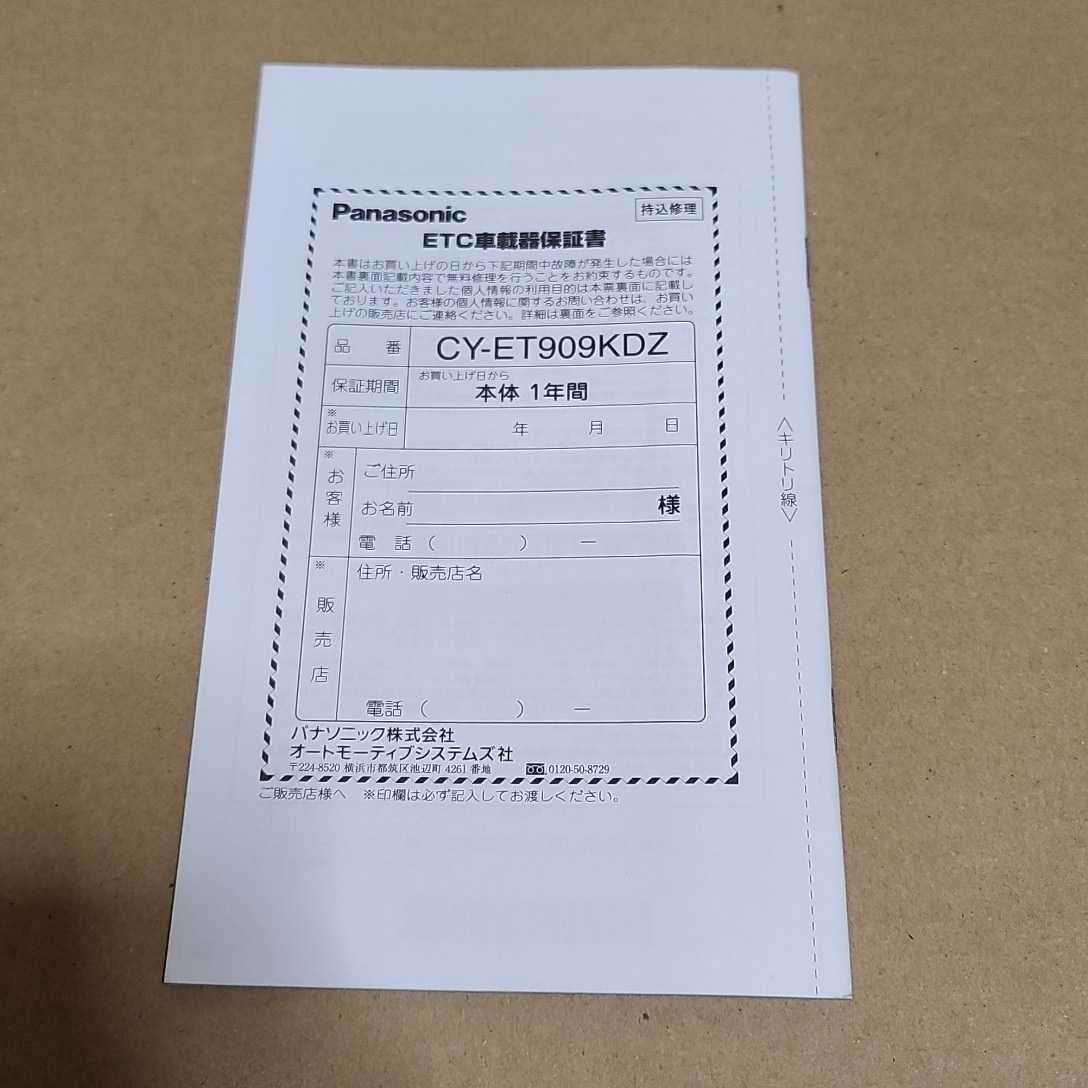 Panasonic
持込修理
ETC車載器保証書
本書はお買い上げの日から下記期間中故障が発生した場合には
本書裏面記載内容で無料修理を行うことをお約束するものです。
ご記入いただきました個人情報の利用目的は本票裏面に記載し
ております。お客様の個人情報に関するお問い合わせは、お買い
上げの販売店にご連絡ください。詳細は裏面をご参照ください。
品番 CY-ET909KDZ
保証期間 お買い上げ日から
本体 1年間
※
お買い上げ日 年 月 日
※
お客様
ご住所
お名前 様
電話 ( ) ー
※
販売店
住所・販売店名
電話 ( ) ー
パナソニック株式会社
オートモーティブシステムズ社
〒224-8520 横浜市都筑区池辺町 4261 番地 0120-50-8729
ご販売店様へ ※印欄は必ず記入してお渡しください。
<キリトリ線>